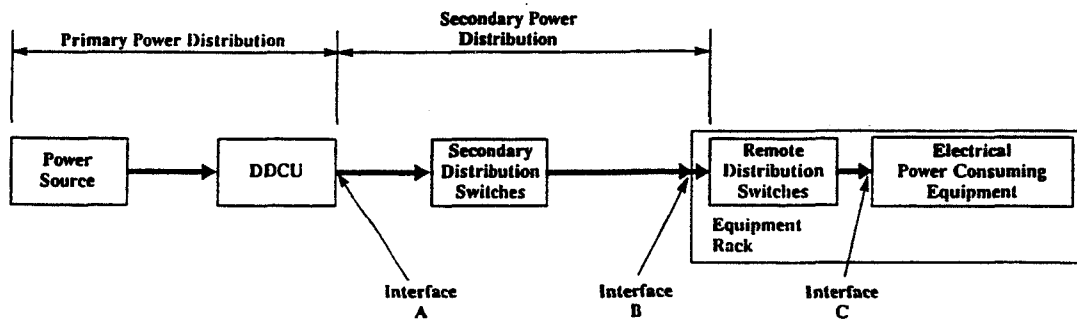 Secondary Power
Distribution
Primary Power Distribution
Power
Source
DDCU
Secondary
Distribution
Switches
Remote
Distribution
Switches
Electrical
Power Consuming
Equipment
Equipment
Rack
Interface
A
Interface
B
Interface
C